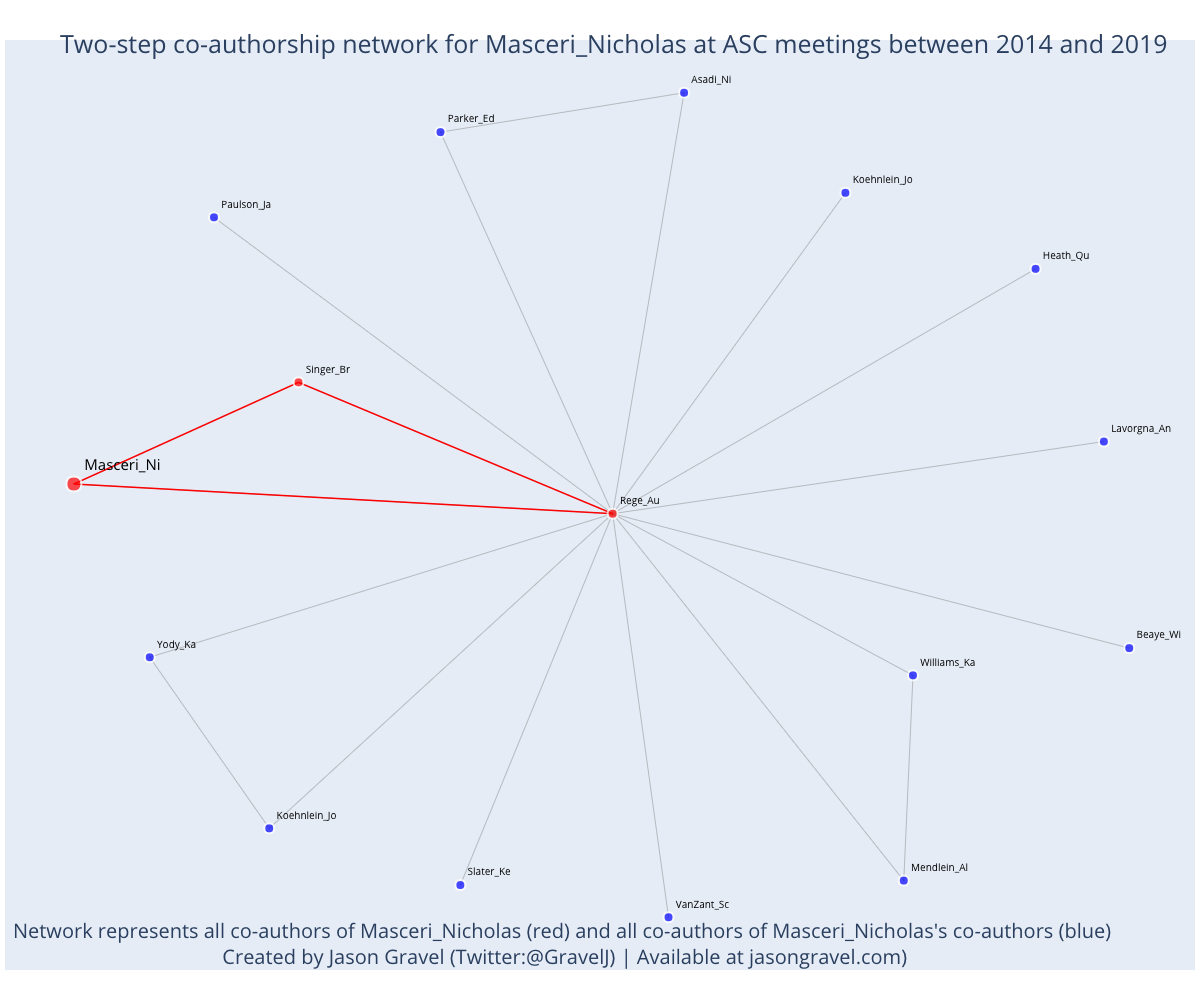 Two-step co-authorship network for Masceri_Nicholas at ASC meetings between 2014 and 2019
Asadi_Ni
Parker_Ed
Koehnlein_Jo
Paulson_Ja
Heath_Qu
Singer_Br
Lavorgna_An
Masceri_Ni
Rege_Au
Beaye_Wi
Yody_Ka
Williams_Ka
Koehnlein_Jo
Mendlein_Al
Slater_Ke
VanZant_Sc
Network represents all co-authors of Masceri_Nicholas (red) and all co-authors of Masceri_Nicholas's co-authors (blue)
Created by Jason Gravel (Twitter:@GravelJ) | Available at jasongravel.com)